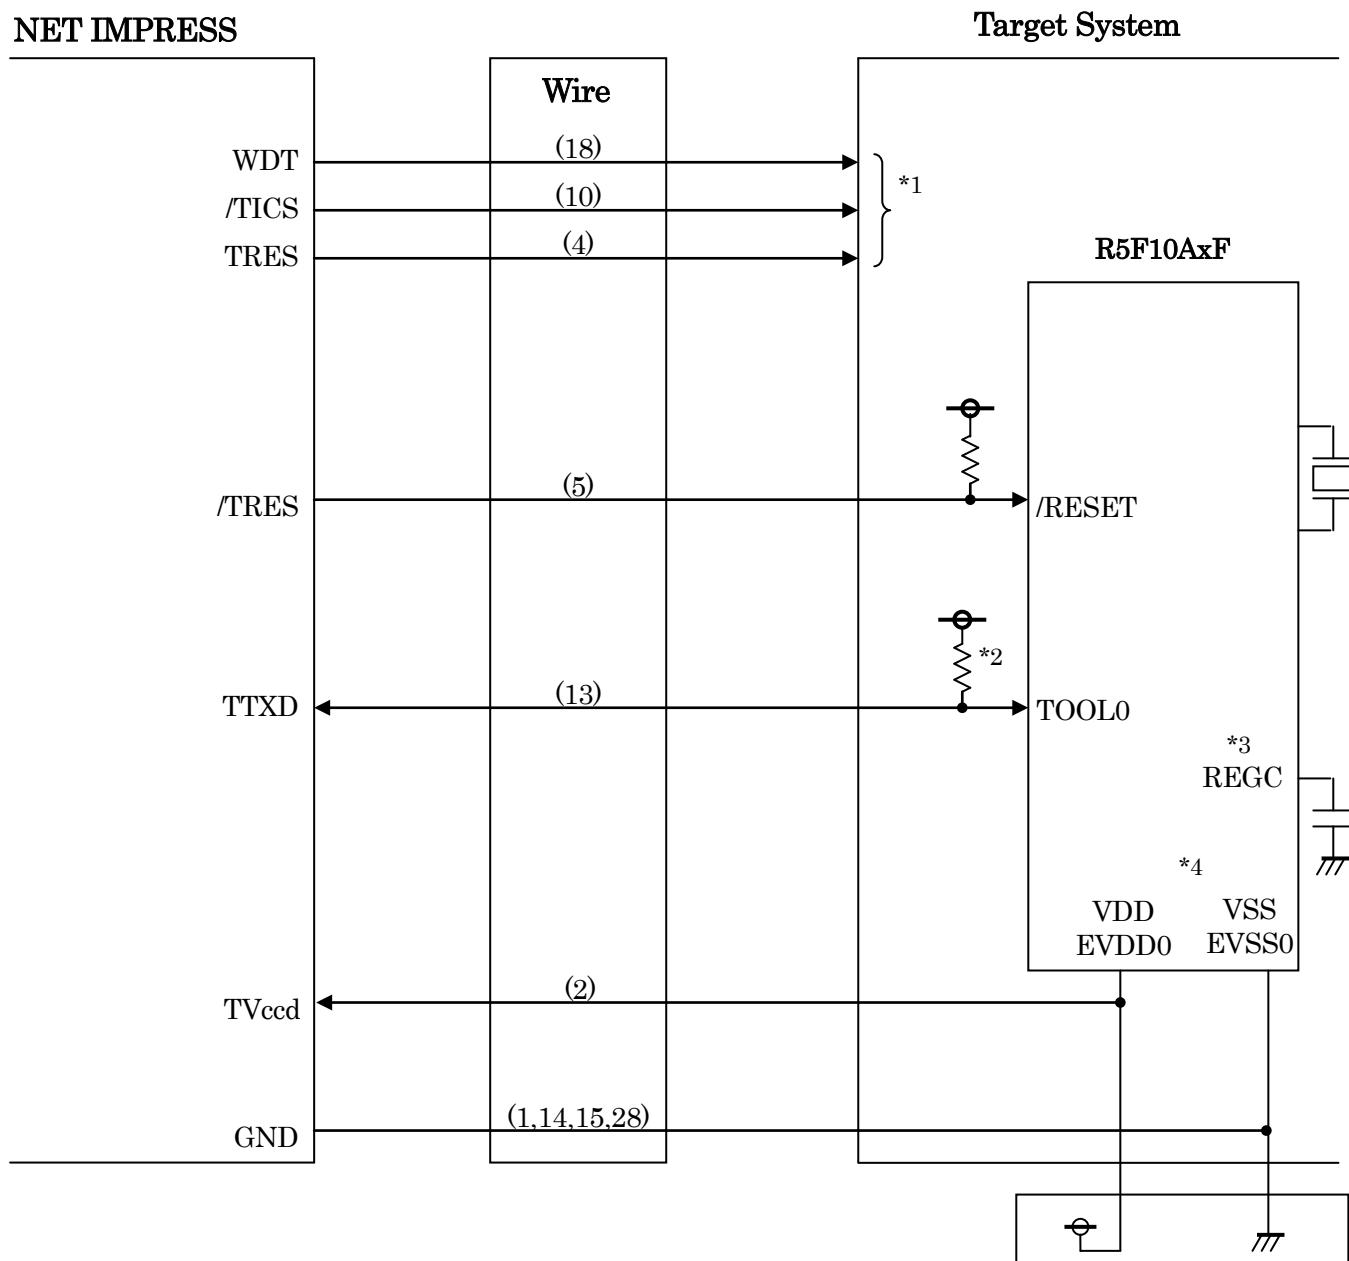 NET IMPRESS
Target System
Wire
WDT
(18)
*1
/TICS
(10)
TRES
(4)
R5F10AxF
/TRES
(5)
/RESET
*2
TTXD
(13)
TOOL0
*3
REGC
*4
VDD
VSS
EVDD0
EVSS0
TVccd
(2)
GND
(1,14,15,28)